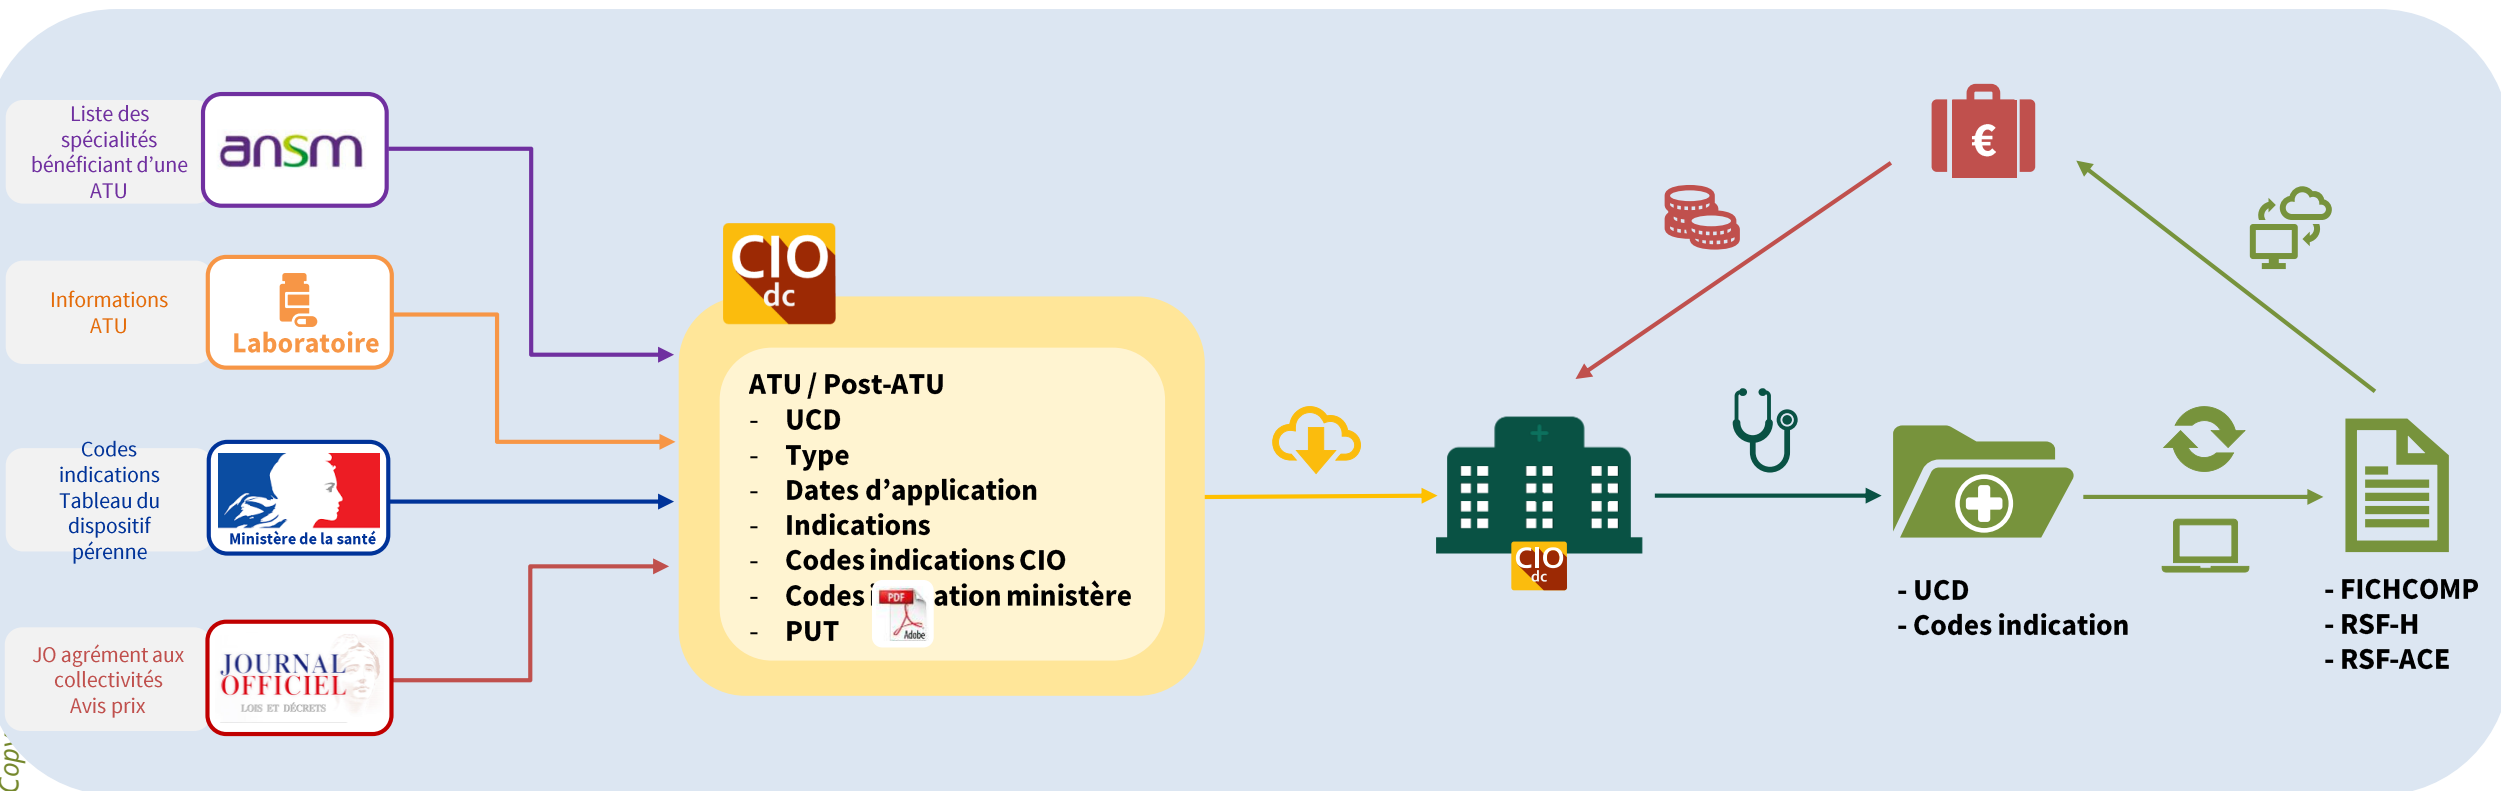 Liste des
spécialités
bénéficiant d'une
ATU
ansm
Informations
ATU
Laboratoire
Codes
indications
Tableau du
dispositif
pérenne
Ministère de la santé
JO agrément aux
collectivités
Avis prix
JOURNAL
OFFICIEL
LOIS ET DÉCRETS
CIO
dc
ATU / Post-ATU
- UCD
- Type
- Dates d'application
- Indications
- Codes indications CIO
- Codes ministère
- PUT
PDF
Adobe
CIO
dc
€
- UCD
- Codes indication
- FICHCOMP
- RSF-H
- RSF-ACE